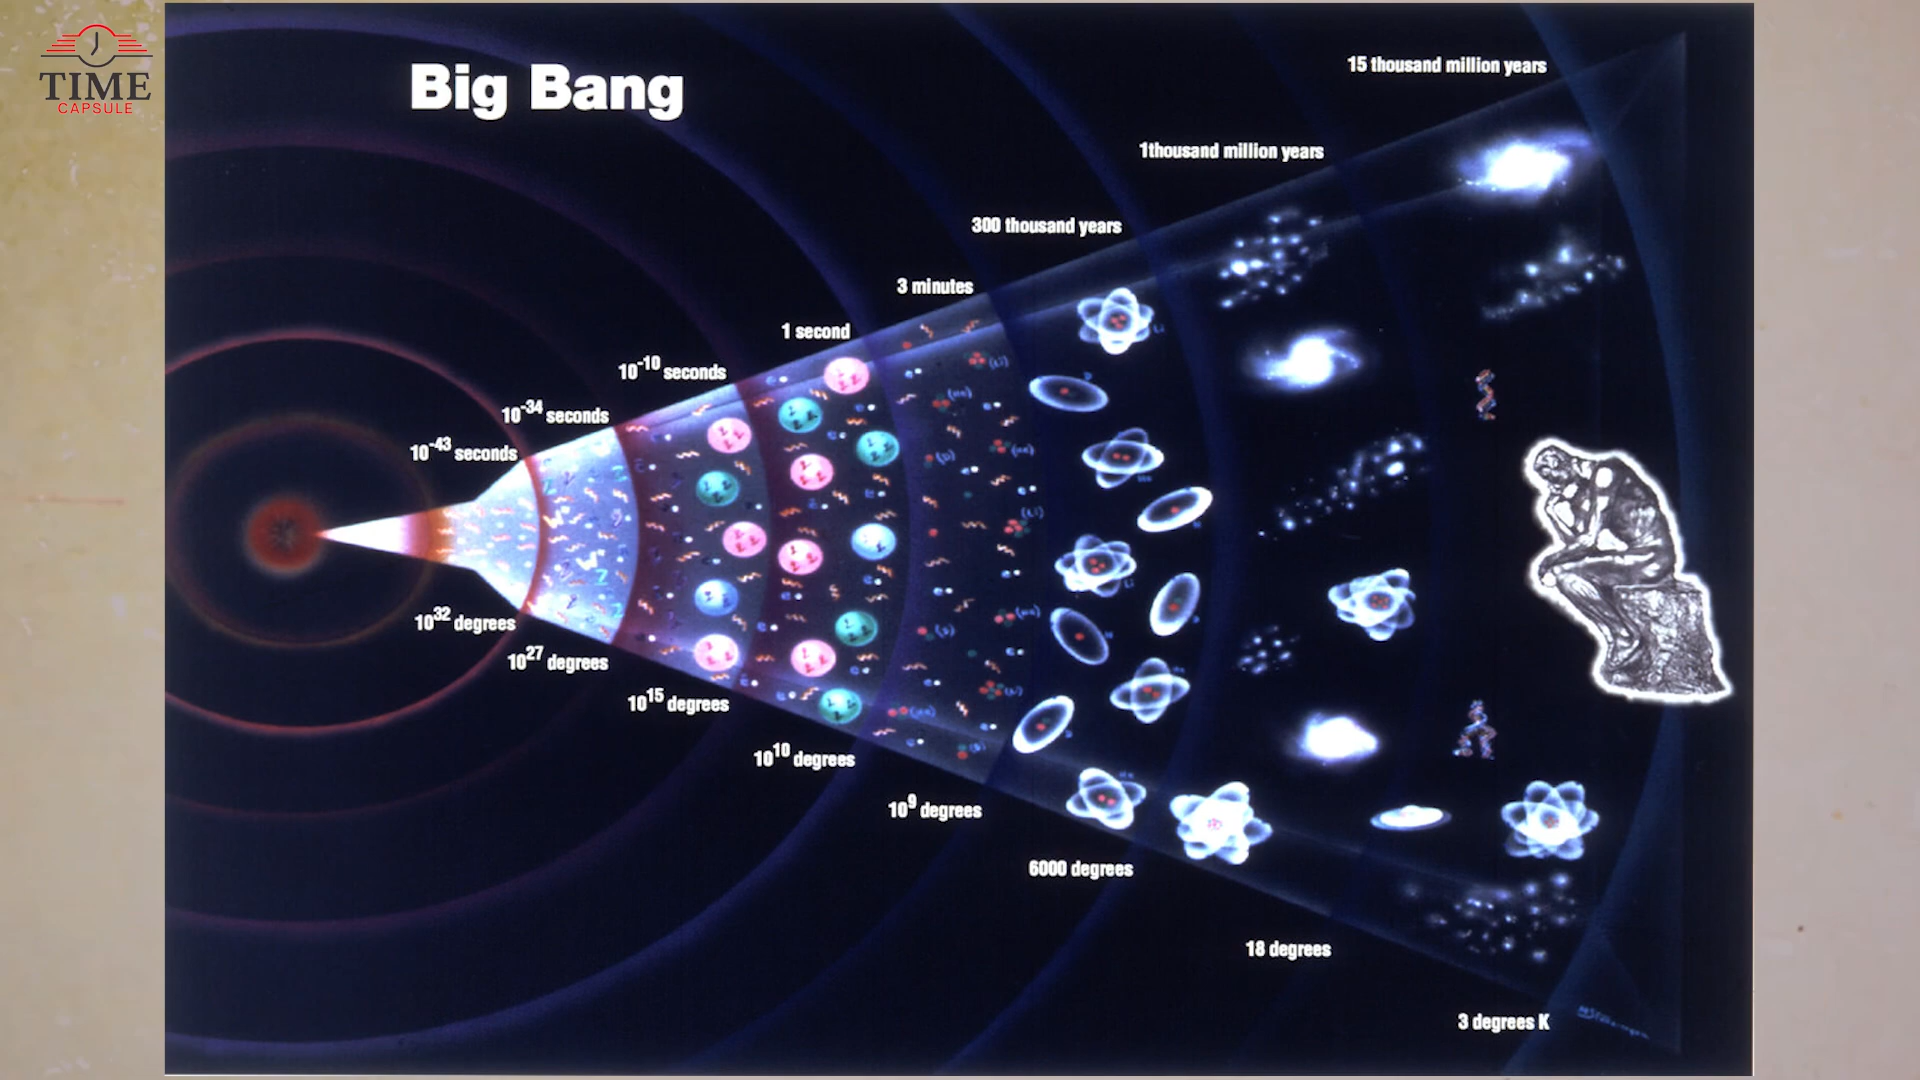 TIME
CAPSULE
Big Bang
15 thousand million years
1thousand million years
300 thousand years
3 minutes
1 second
10⁻¹⁰ seconds
10⁻³⁴ seconds
10⁻⁴³ seconds
10³² degrees
10²⁷ degrees
10¹⁵ degrees
10¹⁰ degrees
10⁹ degrees
6000 degrees
18 degrees
3 degrees K